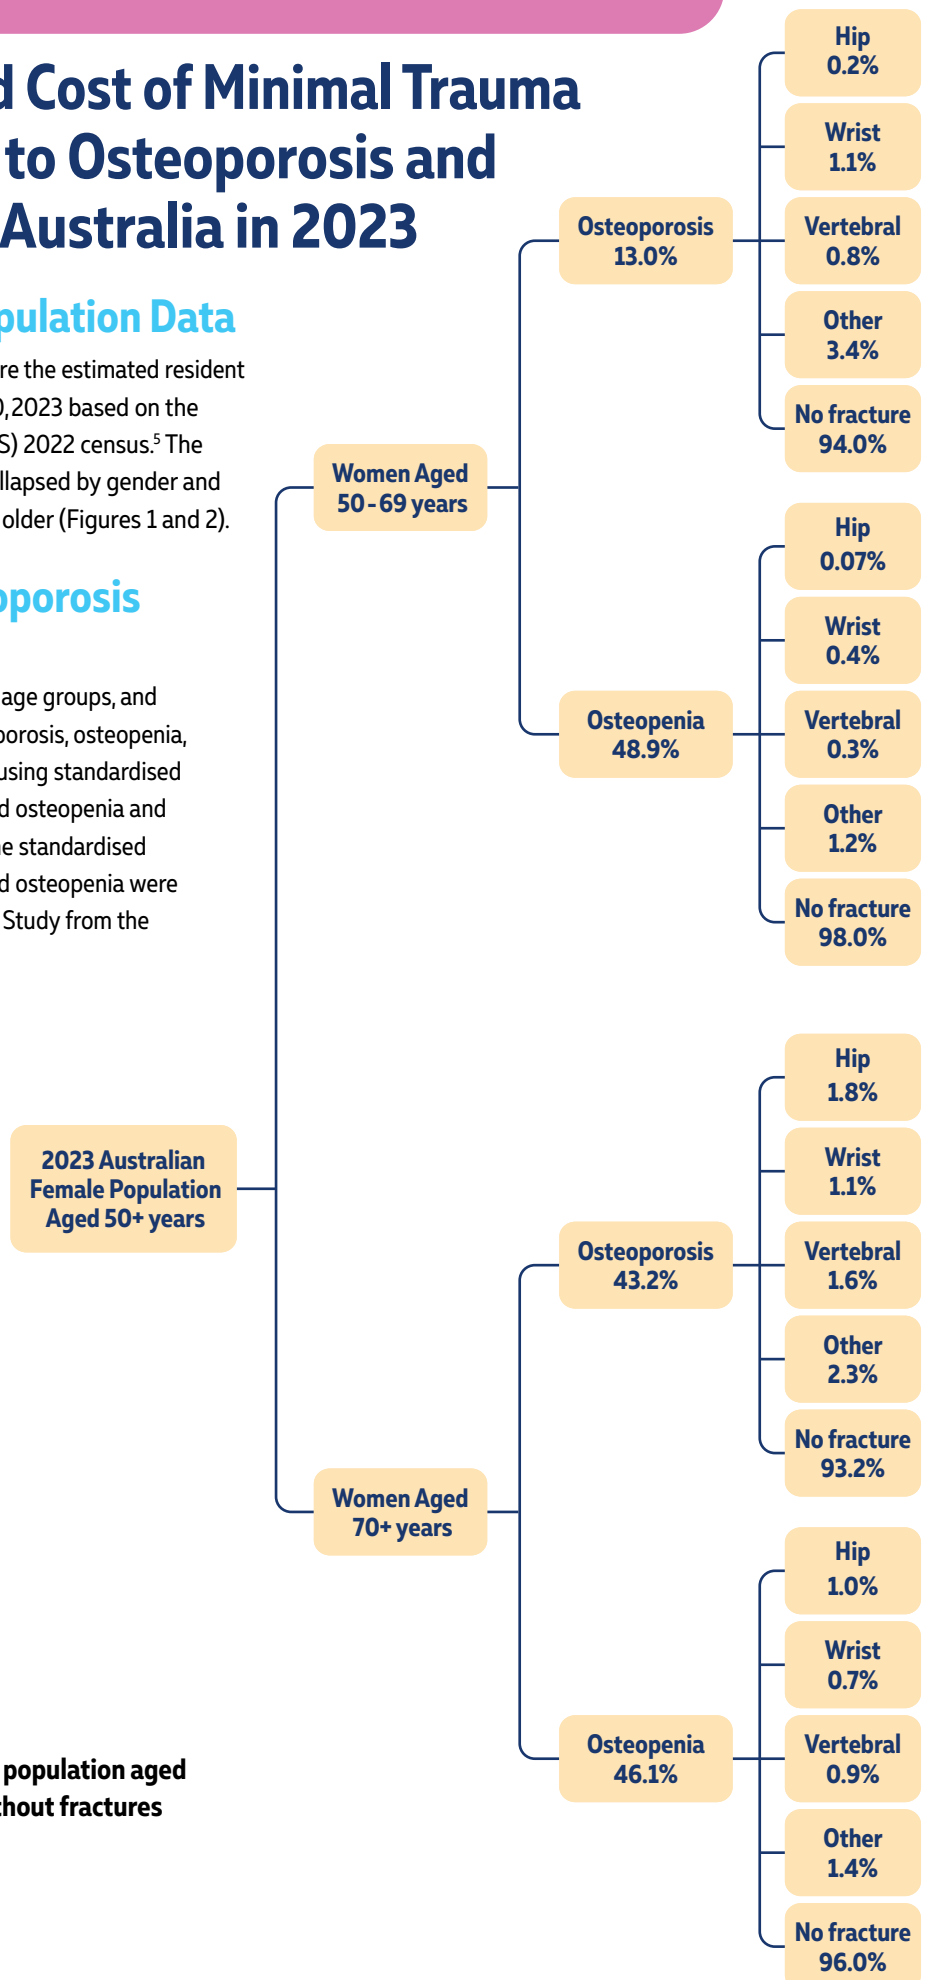 Cost of Minimal Trauma
to Osteoporosis and
Australia in 2023
Population Data
are the estimated resident
2023 based on the
2022 census.5 The
collapsed by gender and
older (Figures 1 and 2).
Osteoporosis
age groups, and
osteoporosis, osteopenia,
using standardised
osteopenia and
standardised
osteopenia were
Study from the
2023 Australian
Female Population
Aged 50+ years
Women Aged
50-69 years
Osteoporosis
13.0%
Hip
0.2%
Wrist
1.1%
Vertebral
0.8%
Other
3.4%
No fracture
94.0%
Osteopenia
48.9%
Hip
0.07%
Wrist
0.4%
Vertebral
0.3%
Other
1.2%
No fracture
98.0%
Women Aged
70+ years
Osteoporosis
43.2%
Hip
1.8%
Wrist
1.1%
Vertebral
1.6%
Other
2.3%
No fracture
93.2%
Osteopenia
46.1%
Hip
1.0%
Wrist
0.7%
Vertebral
0.9%
Other
1.4%
No fracture
96.0%
population aged
without fractures